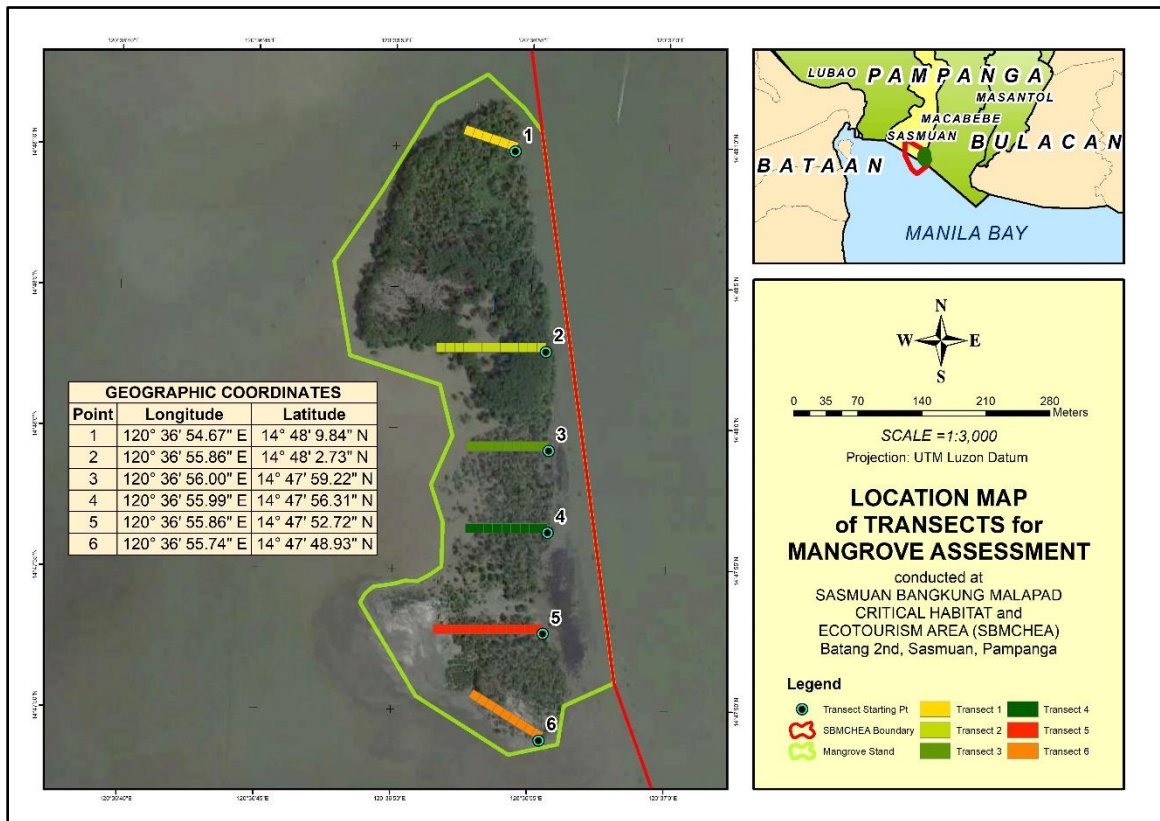 120°36'50"E
1
2
3
4
5
6
GEOGRAPHIC COORDINATES
Point Longitude Latitude
1 120° 36' 54.67" E 14° 48' 9.84" N
2 120° 36' 55.86" E 14° 48' 2.73" N
3 120° 36' 56.00" E 14° 47' 59.22" N
4 120° 36' 55.99" E 14° 47' 56.31" N
5 120° 36' 55.86" E 14° 47' 52.72" N
6 120° 36' 55.74" E 14° 47' 48.93" N
120°37'0"E
LUBAO
PAMPANGA
MASANTOL
MACABEBE
SASMUAN
BULACAN
BATAAN
MANILA BAY
N
W E
S
0 35 70 140 210 280
Meters
SCALE =1:3,000
Projection: UTM Luzon Datum
LOCATION MAP
of TRANSECTS for
MANGROVE ASSESSMENT
conducted at
SASMUAN BANGKUNG MALAPAD
CRITICAL HABITAT and
ECOTOURISM AREA (SBMCHEA)
Batang 2nd, Sasmuan, Pampanga
Legend
Transect Starting Pt Transect 1 Transect 4
SBMCHEA Boundary Transect 2 Transect 5
Mangrove Stand Transect 3 Transect 6